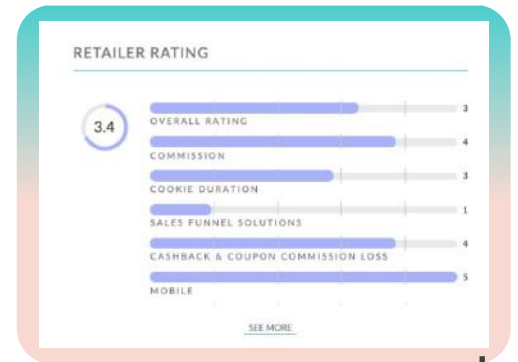 RETAILER RATING
3.4
3
OVERALL RATING
4
COMMISSION
3
COOKIE DURATION
1
SALES FUNNEL SOLUTIONS
4
CASHBACK & COUPON COMMISSION LOSS
5
MOBILE
SEE MORE